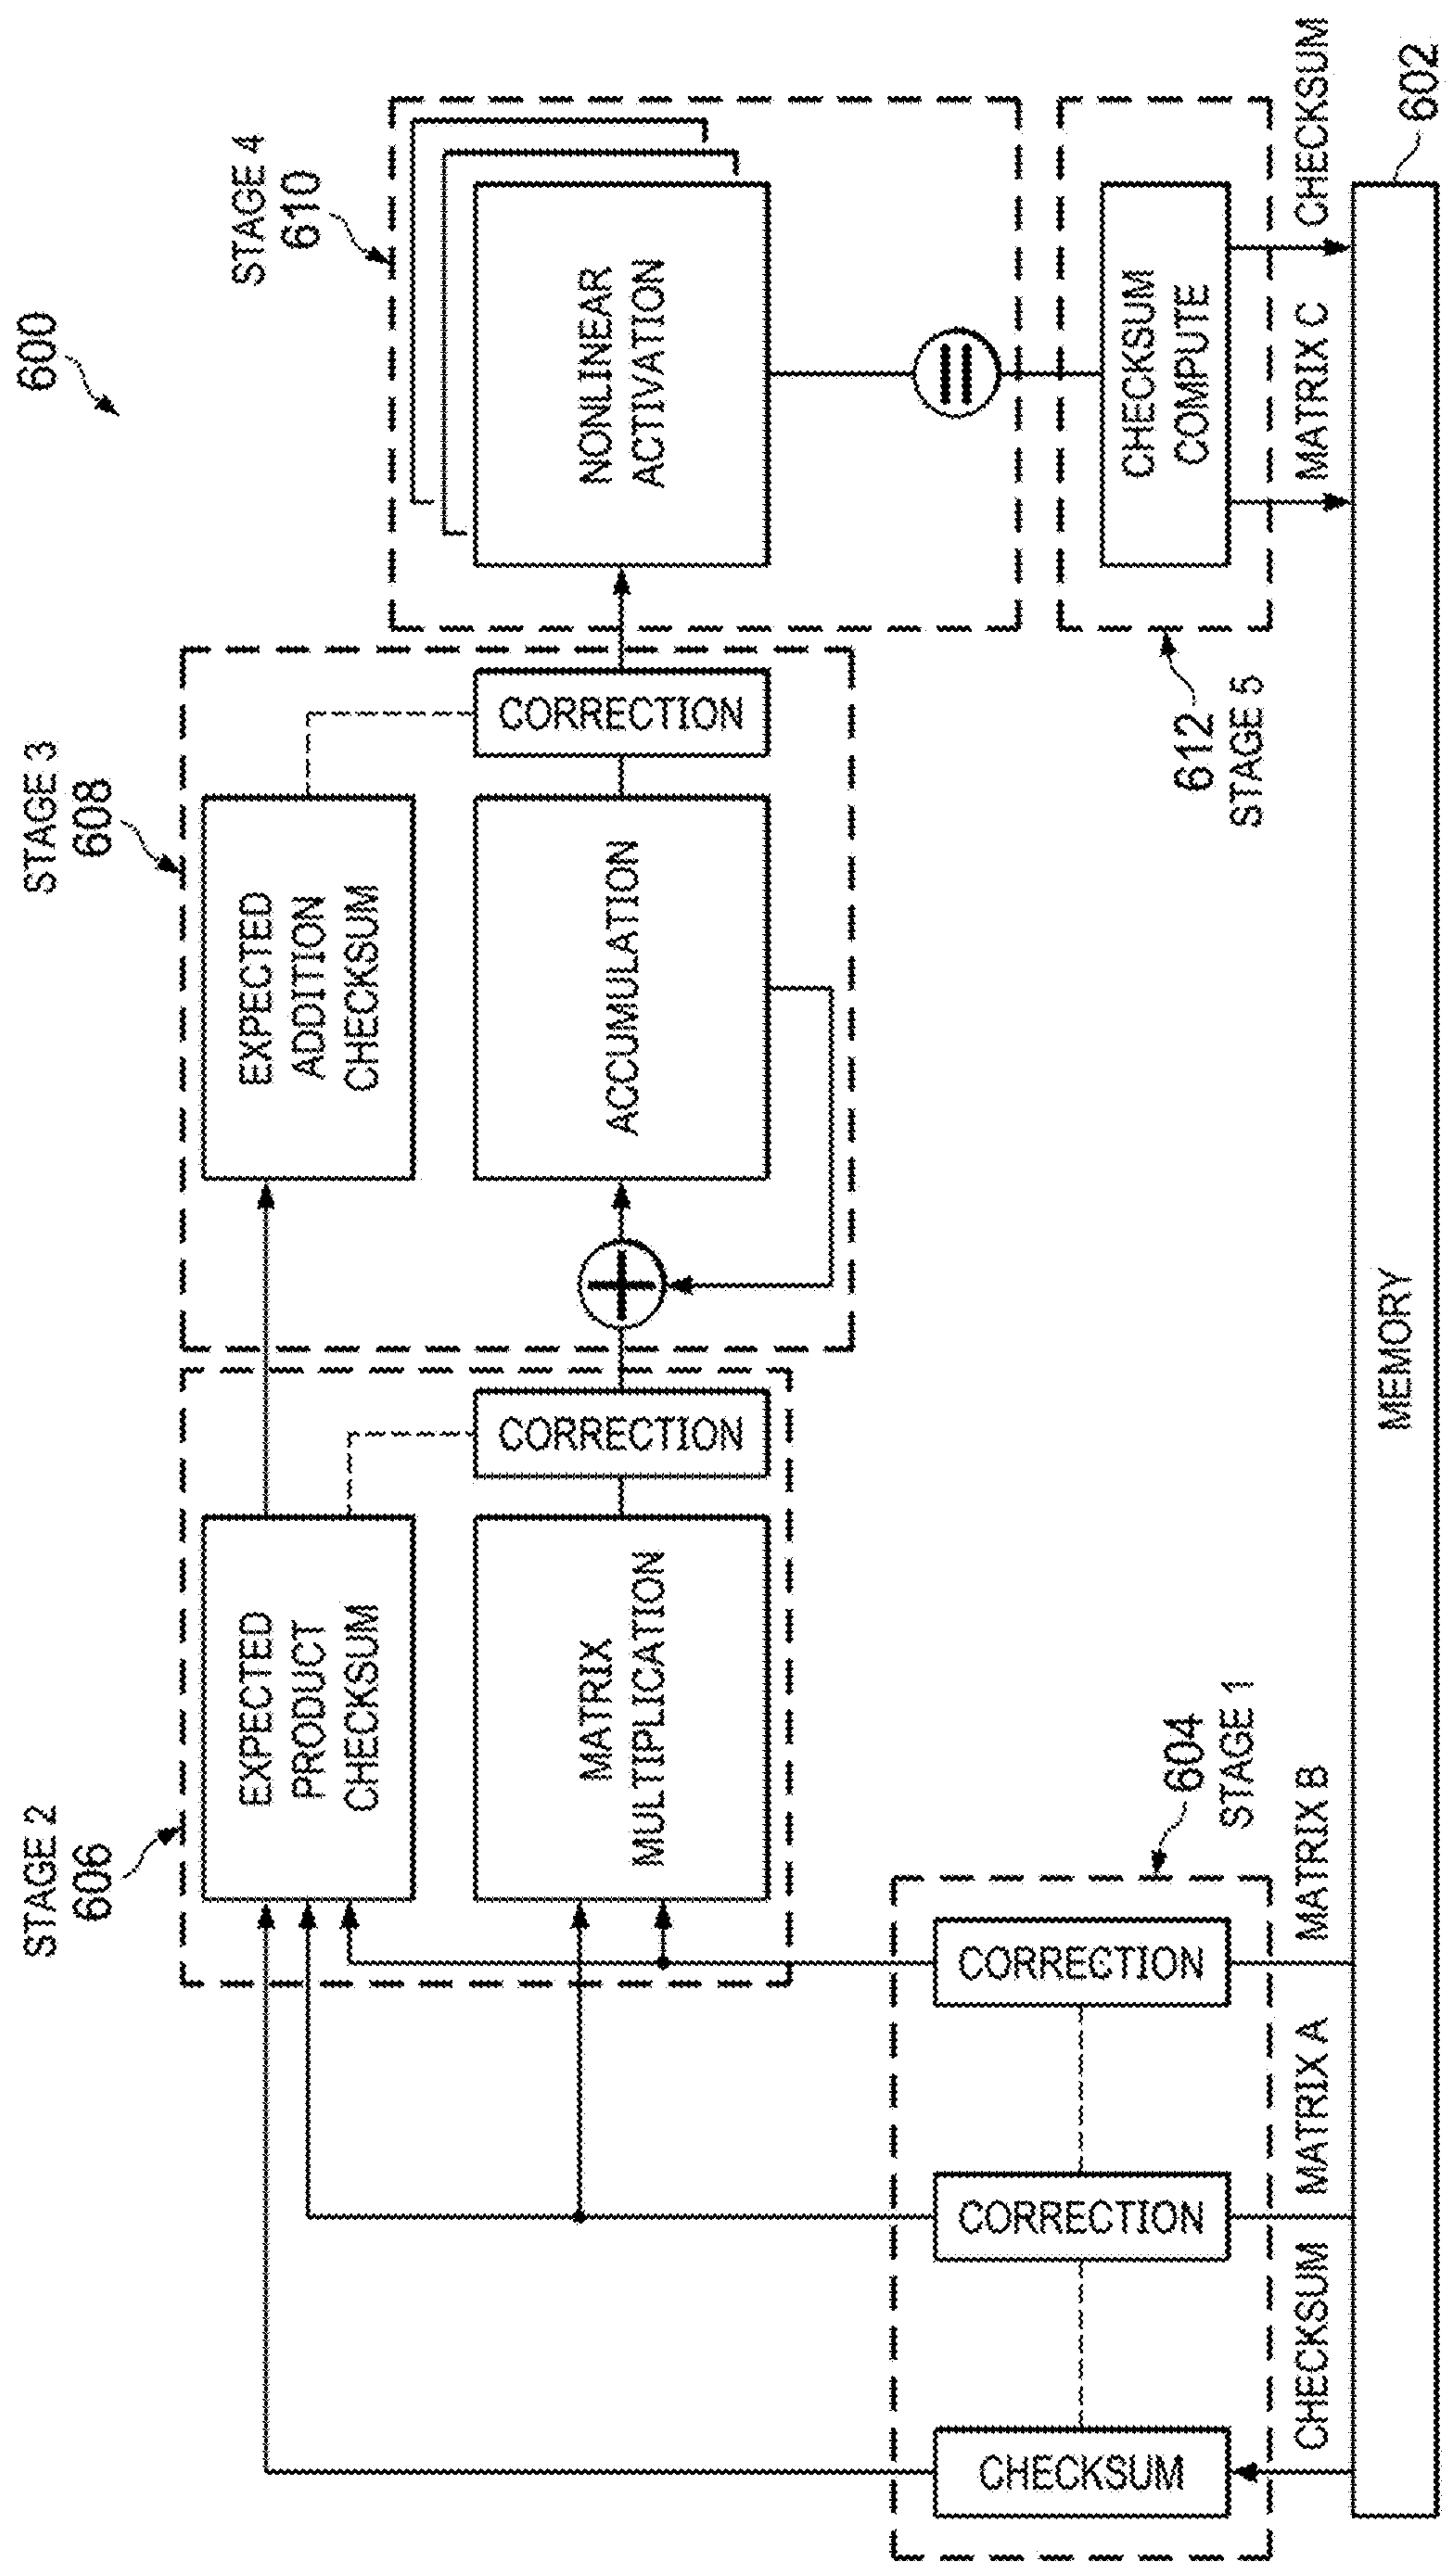 600
STAGE 2
606
STAGE 3
608
STAGE 4
610
EXPECTED
PRODUCT
CHECKSUM
EXPECTED
ADDITION
CHECKSUM
MATRIX
MULTIPLICATION
CORRECTION
ACCUMULATION
CORRECTION
NONLINEAR
ACTIVATION
CHECKSUM
CORRECTION
CORRECTION
604
STAGE 1
612
STAGE 5
CHECKSUM
COMPUTE
CHECKSUM
MATRIX A
MATRIX B
MATRIX C
CHECKSUM
MEMORY
602